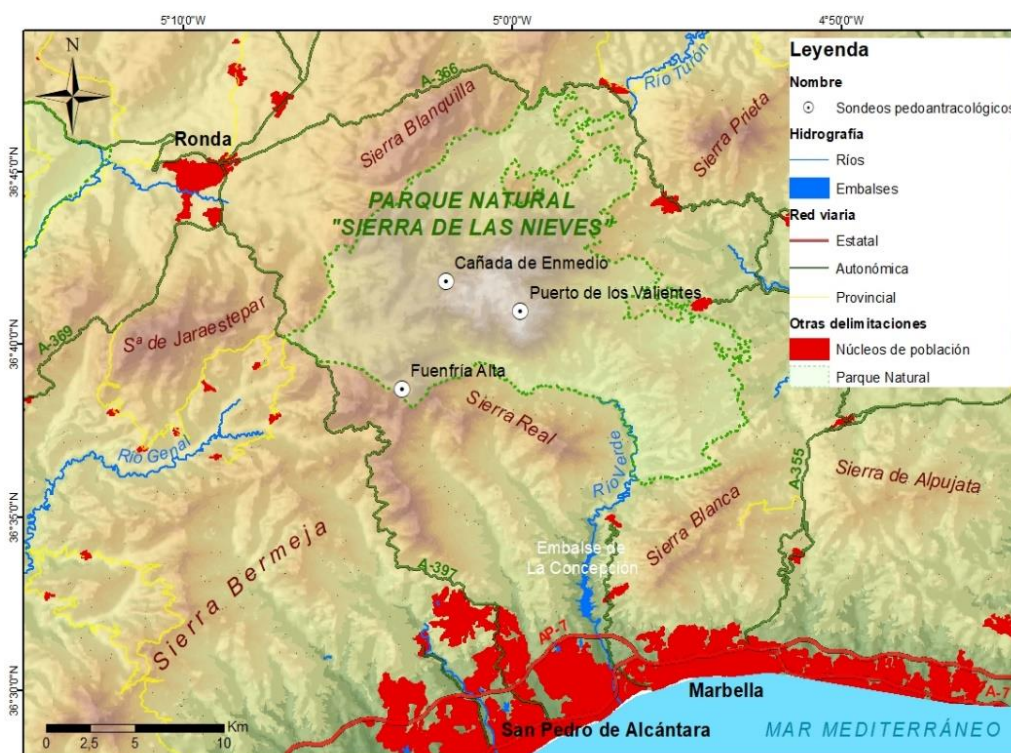 5°10'0"W
5°0'0"W
4°50'0"W
N
Leyenda
Nombre
Sondeos pedoantracológicos
Hidrografía
Ríos
Embalses
Red viaria
Estatal
Autonómica
Provincial
Otras delimitaciones
Núcleos de población
Parque Natural
A-366
Río Turón
Sierra Blanquilla
Sierra Prieta
Ronda
36°45'0"N
PARQUE NATURAL
"SIERRA DE LAS NIEVES"
Cañada de Enmedio
Puerto de los Valientes
Sª de Jaraestepar
A-369
36°40'0"N
Fuenfría Alta
Sierra Real
Río Genal
Río Verde
A-355
Sierra de Alpujata
Sierra Blanca
36°35'0"N
Embalse de
La Concepción
Sierra Bermeja
A-397
AP-7
36°30'0"N
Marbella
A-7
San Pedro de Alcántara
MAR MEDITERRÁNEO
Km
0 2,5 5 10